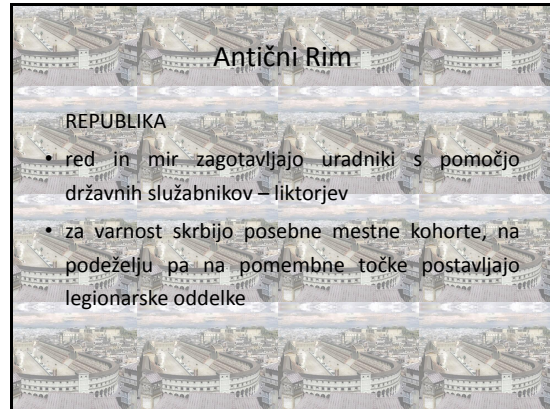 Antični Rim
REPUBLIKA
• red in mir zagotavljajo uradniki s pomočjo
državnih služabnikov – liktorjev
• za varnost skrbijo posebne mestne kohorte, na
podeželju pa na pomembne točke postavljajo
legionarske oddelke